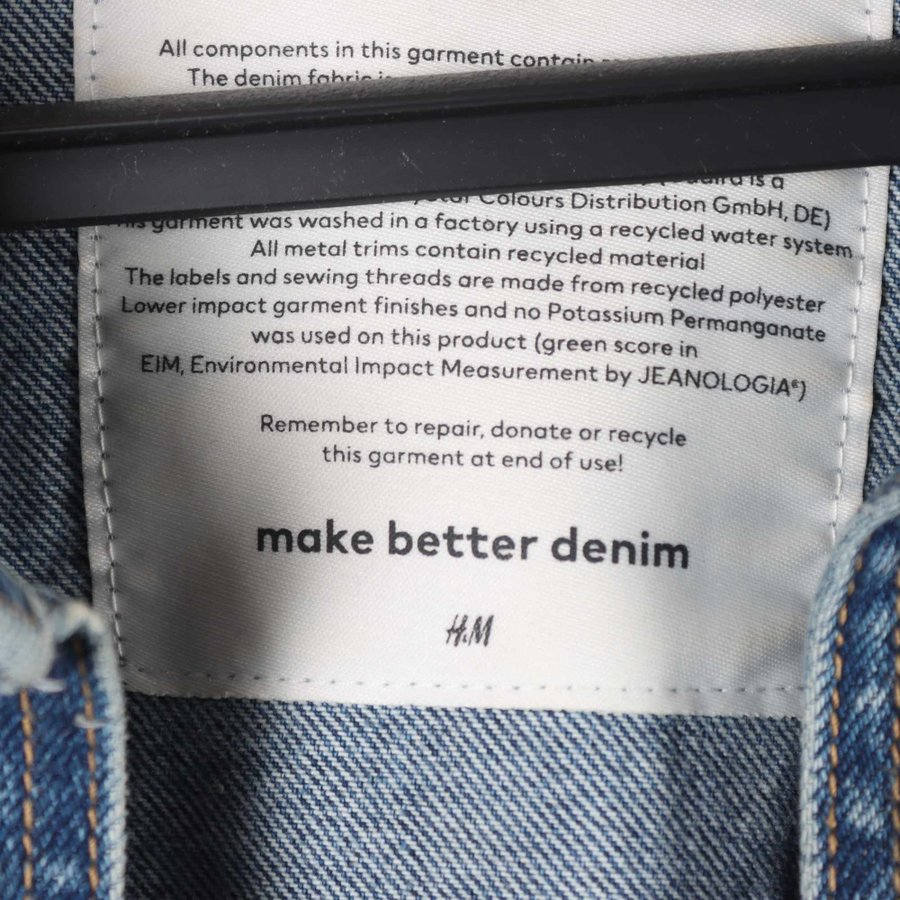 All components in this garment contain
The denim fabric is
is a
Colours Distribution GmbH, DE)
garment was washed in a factory using a recycled water system
All metal trims contain recycled material
The labels and sewing threads are made from recycled polyester
Lower impact garment finishes and no Potassium Permanganate
was used on this product (green score in
EIM, Environmental Impact Measurement by JEANOLOGIA®)
Remember to repair, donate or recycle
this garment at end of use!
make better denim
H&M